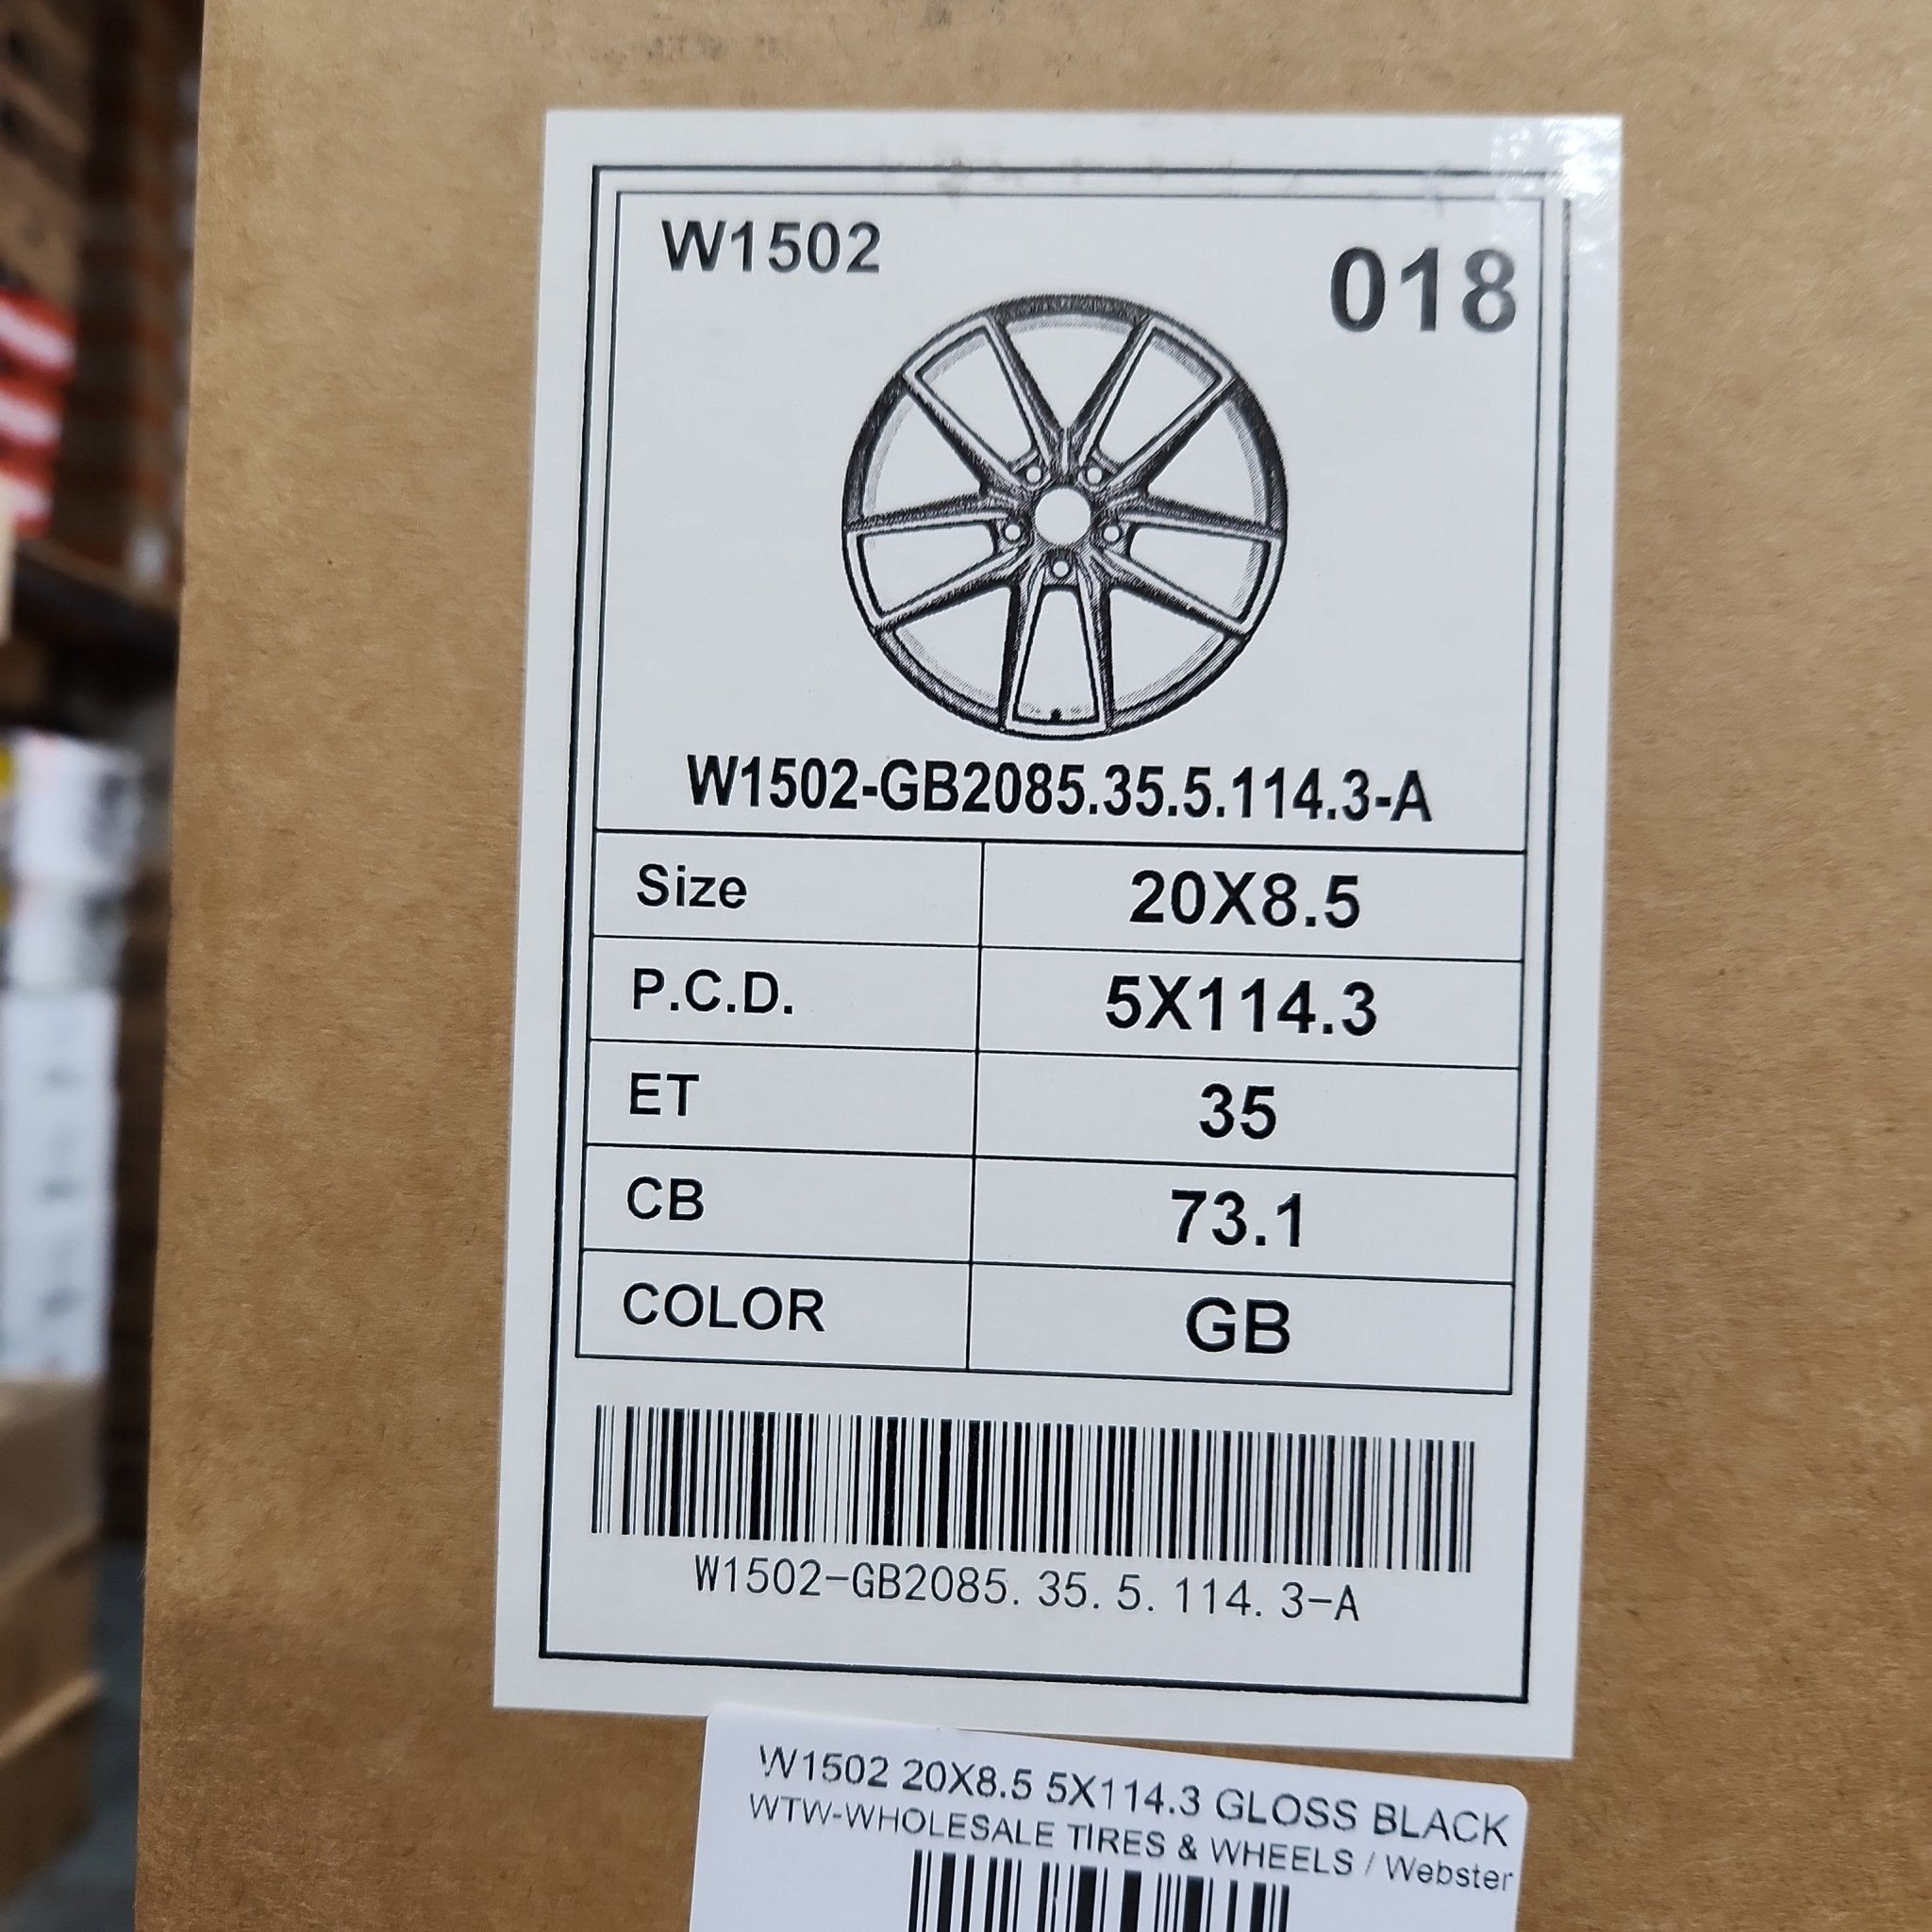 W1502
018
W1502-GB2085.35.5.114.3-A
Size 20X8.5
P.C.D. 5X114.3
ET 35
CB 73.1
COLOR GB
W1502-GB2085.35.5.114.3-A
W1502 20X8.5 5X114.3 GLOSS BLACK
WTW-WHOLESALE TIRES & WHEELS / Webster